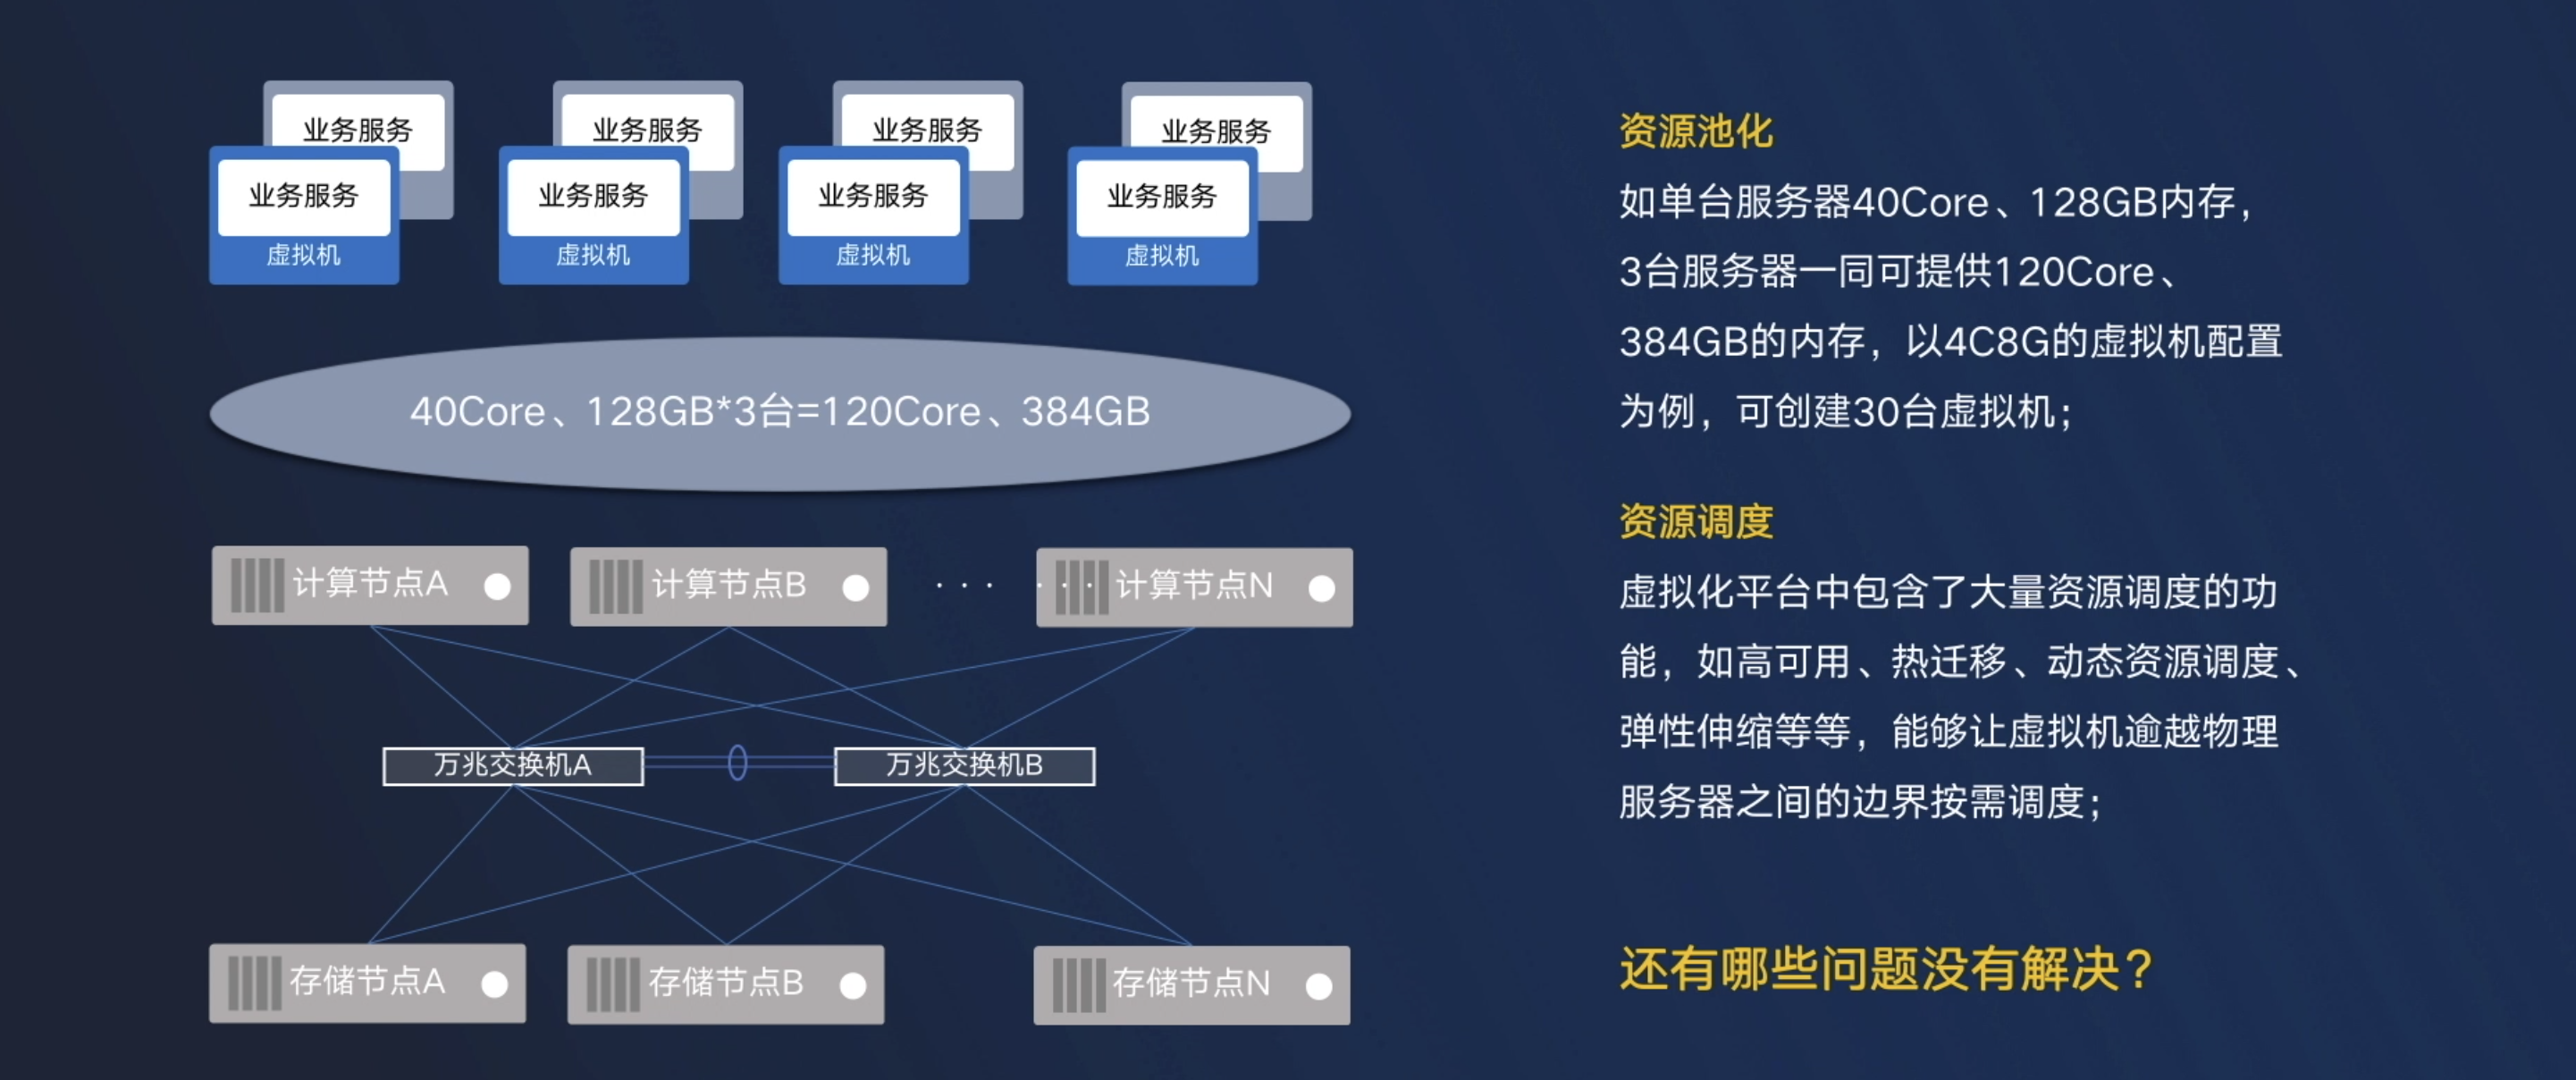 业务服务
业务服务
业务服务
业务服务
业务服务
业务服务
业务服务
业务服务
虚拟机
虚拟机
虚拟机
虚拟机
40Core、128GB*3台=120Core、384GB
计算节点A
计算节点B
· · ·
· · ·
计算节点N
万兆交换机A
万兆交换机B
存储节点A
存储节点B
存储节点N
资源池化
如单台服务器40Core、128GB内存，
3台服务器一同可提供120Core、
384GB的内存，以4C8G的虚拟机配置
为例，可创建30台虚拟机；
资源调度
虚拟化平台中包含了大量资源调度的功
能，如高可用、热迁移、动态资源调度、
弹性伸缩等等，能够让虚拟机逾越物理
服务器之间的边界按需调度；
还有哪些问题没有解决？